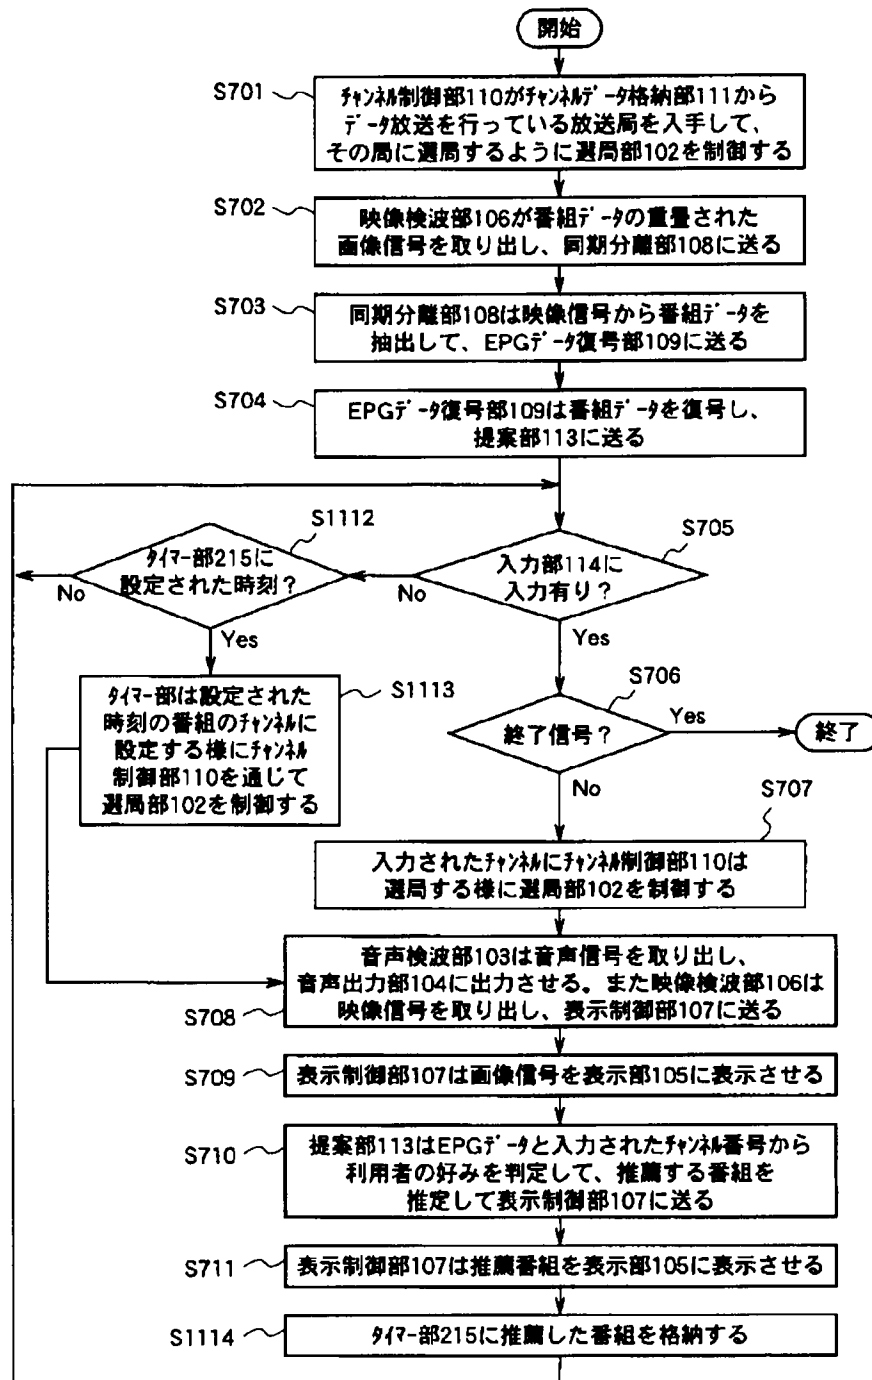 開始
S701
チャンネル制御部110がチャンネルデータ格納部111から
データ放送を行っている放送局を入手して、
その局に選局するように選局部102を制御する
S702
映像検波部106が番組データの重畳された
画像信号を取り出し、同期分離部108に送る
S703
同期分離部108は映像信号から番組データを
抽出して、EPGデータ復号部109に送る
S704
EPGデータ復号部109は番組データを復号し、
提案部113に送る
S1112
タイマー部215に
設定された時刻?
No
Yes
S705
入力部114に
入力有り?
No
Yes
S1113
タイマー部は設定された
時刻の番組のチャンネルに
設定する様にチャンネル
制御部110を通じて
選局部102を制御する
S706
終了信号?
Yes
終了
No
S707
入力されたチャンネルにチャンネル制御部110は
選局する様に選局部102を制御する
S708
音声検波部103は音声信号を取り出し、
音声出力部104に出力させる。また映像検波部106は
映像信号を取り出し、表示制御部107に送る
S709
表示制御部107は画像信号を表示部105に表示させる
S710
提案部113はEPGデータと入力されたチャンネル番号から
利用者の好みを判定して、推薦する番組を
推定して表示制御部107に送る
S711
表示制御部107は推薦番組を表示部105に表示させる
S1114
タイマー部215に推薦した番組を格納する